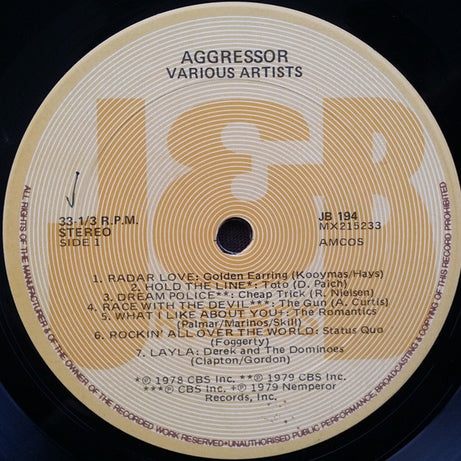 AGGRESSOR
VARIOUS ARTISTS
J&B
33-1/3 R.P.M.
STEREO
SIDE 1
JB 194
MX215233
AMCOS
1. RADAR LOVE: Golden Earring (Kooymas/Hays)
2. HOLD THE LINE*: Toto (D. Paich)
3. DREAM POLICE**: Cheap Trick (R. Nielsen)
4. RACE WITH THE DEVIL***: The Gun (A. Curtis)
5. WHAT I LIKE ABOUT YOU+: The Romantics
(Palmar/Marinos/Skill)
6. ROCKIN' ALL OVER THE WORLD: Status Quo
(Foggerty)
7. LAYLA: Derek and The Dominoes
(Clapton/Gordon)
*℗ 1978 CBS Inc. **℗ 1979 CBS Inc.
***℗ CBS Inc. +℗ 1979 Nemperor
Records, Inc.
ALL RIGHTS OF THE MANUFACTURER & OF THE OWNER OF THE RECORDED WORK RESERVED•UNAUTHORISED PUBLIC PERFORMANCE, BROADCASTING & COPYING OF THIS RECORD PROHIBITED